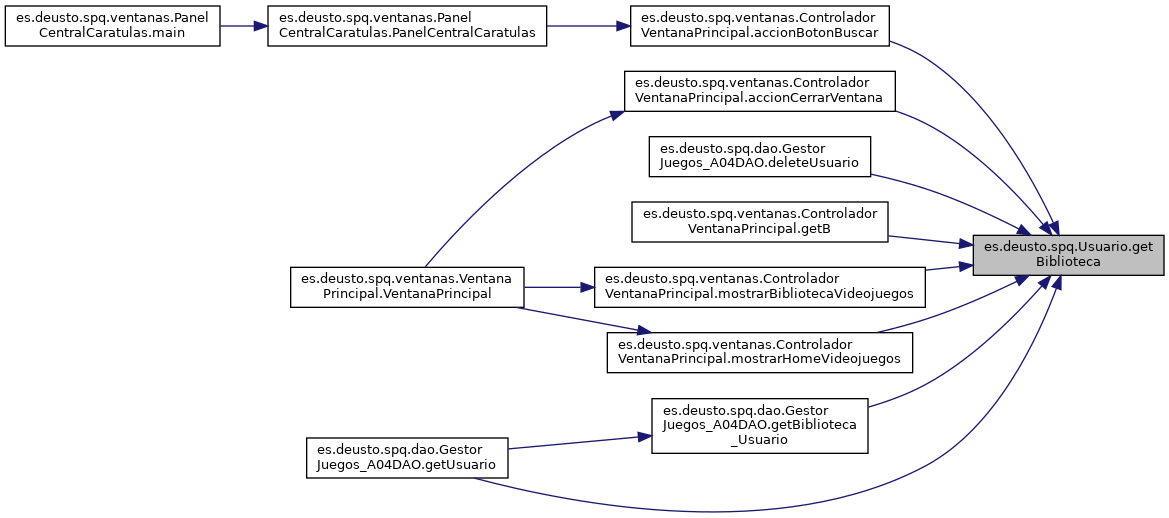 es.deusto.spq.ventanas.Panel
CentralCaratulas.main
es.deusto.spq.ventanas.Panel
CentralCaratulas.PanelCentralCaratulas
es.deusto.spq.ventanas.Controlador
VentanaPrincipal.accionBotonBuscar
es.deusto.spq.ventanas.Controlador
VentanaPrincipal.accionCerrarVentana
es.deusto.spq.dao.Gestor
Juegos_A04DAO.deleteUsuario
es.deusto.spq.ventanas.Controlador
VentanaPrincipal.getB
es.deusto.spq.Usuario.get
Biblioteca
es.deusto.spq.ventanas.Ventana
Principal.VentanaPrincipal
es.deusto.spq.ventanas.Controlador
VentanaPrincipal.mostrarBibliotecaVideojuegos
es.deusto.spq.ventanas.Controlador
VentanaPrincipal.mostrarHomeVideojuegos
es.deusto.spq.dao.Gestor
Juegos_A04DAO.getBiblioteca
_Usuario
es.deusto.spq.dao.Gestor
Juegos_A04DAO.getUsuario